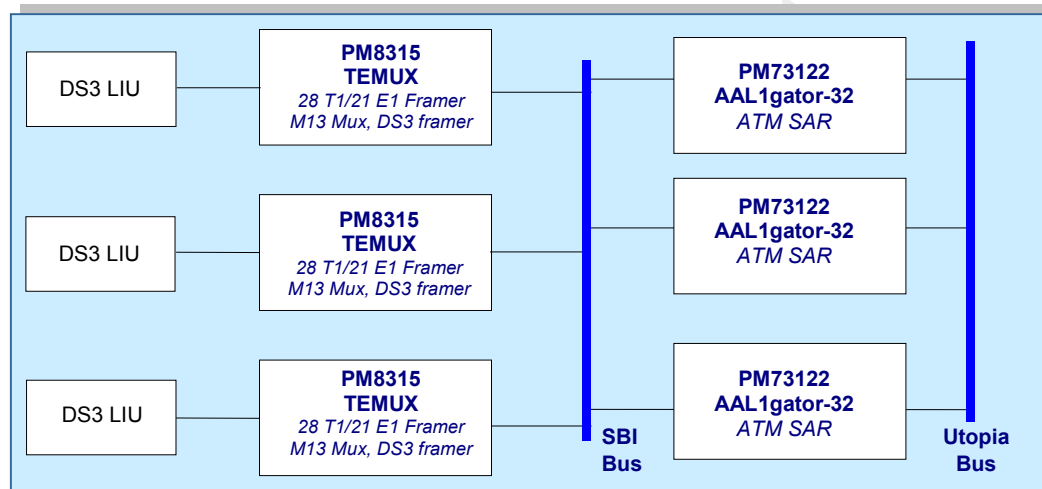 DS3 LIU
PM8315
TEMUX
28 T1/21 E1 Framer
M13 Mux, DS3 framer
PM73122
AAL1gator-32
ATM SAR
DS3 LIU
PM8315
TEMUX
28 T1/21 E1 Framer
M13 Mux, DS3 framer
PM73122
AAL1gator-32
ATM SAR
DS3 LIU
PM8315
TEMUX
28 T1/21 E1 Framer
M13 Mux, DS3 framer
PM73122
AAL1gator-32
ATM SAR
SBI
Bus
Utopia
Bus